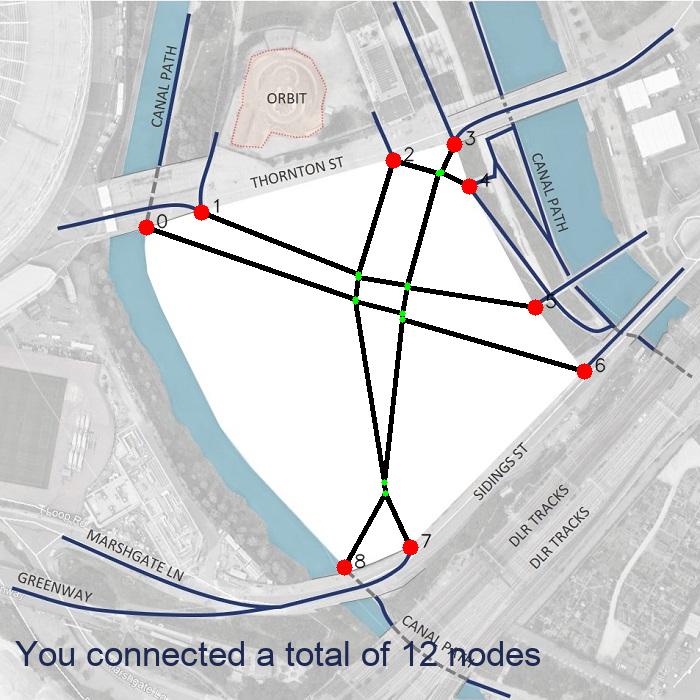 CANAL PATH
ORBIT
THORNTON ST
CANAL PATH
0
1
2
3
4
5
6
7
8
SIDINGS ST
DLR TRACKS
DLR TRACKS
MARSHGATE LN
GREENWAY
CANAL PATH
You connected a total of 12 nodes